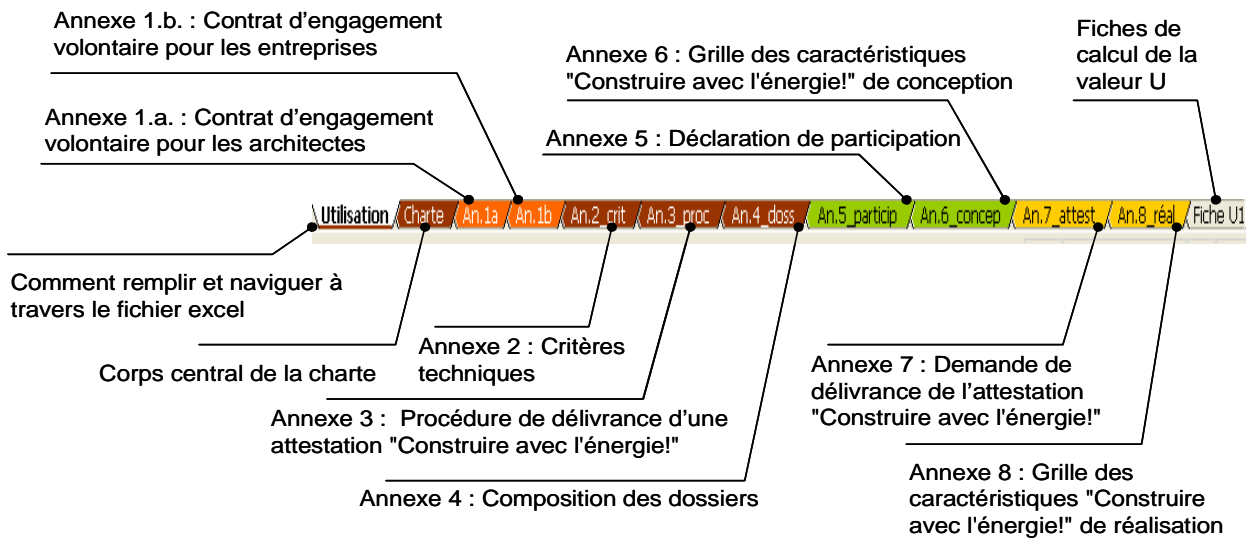 Annexe 1.b. : Contrat d’engagement
volontaire pour les entreprises
Fiches de
calcul de la
valeur U
Annexe 6 : Grille des caractéristiques
"Construire avec l'énergie!" de conception
Annexe 1.a. : Contrat d’engagement
volontaire pour les architectes
Annexe 5 : Déclaration de participation
Utilisation Charte An.1a An.1b An.2_crit An.3_proc An.4_doss An.5_particip An.6_concep An.7_attest An.8_réal Fiche U1
Comment remplir et naviguer à
travers le fichier excel
Corps central de la charte
Annexe 2 : Critères
techniques
Annexe 7 : Demande de
délivrance de l’attestation
"Construire avec l'énergie!"
Annexe 3 : Procédure de délivrance d’une
attestation "Construire avec l'énergie!"
Annexe 4 : Composition des dossiers
Annexe 8 : Grille des
caractéristiques "Construire
avec l'énergie!" de réalisation